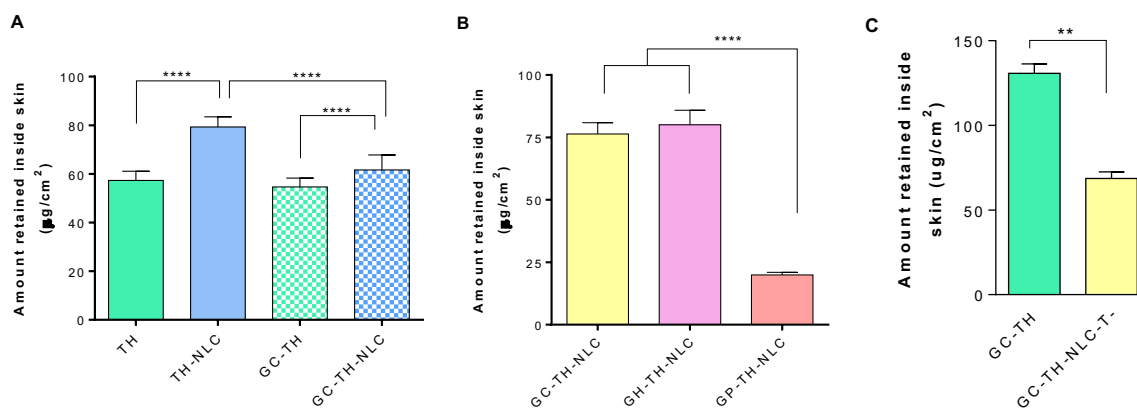 A
Amount retained inside skin
(µg/cm²)
100
80
60
40
20
0
****
****
****
TH
TH-NLC
GC-TH
GC-TH-NLC
B
Amount retained inside skin
(µg/cm²)
100
75
25
0
****
GC-TH-NLC
GH-TH-NLC
GP-TH-NLC
C
Amount retained inside
skin (ug/cm²)
150
100
50
0
**
GC-TH
GC-TH-NLC-T-